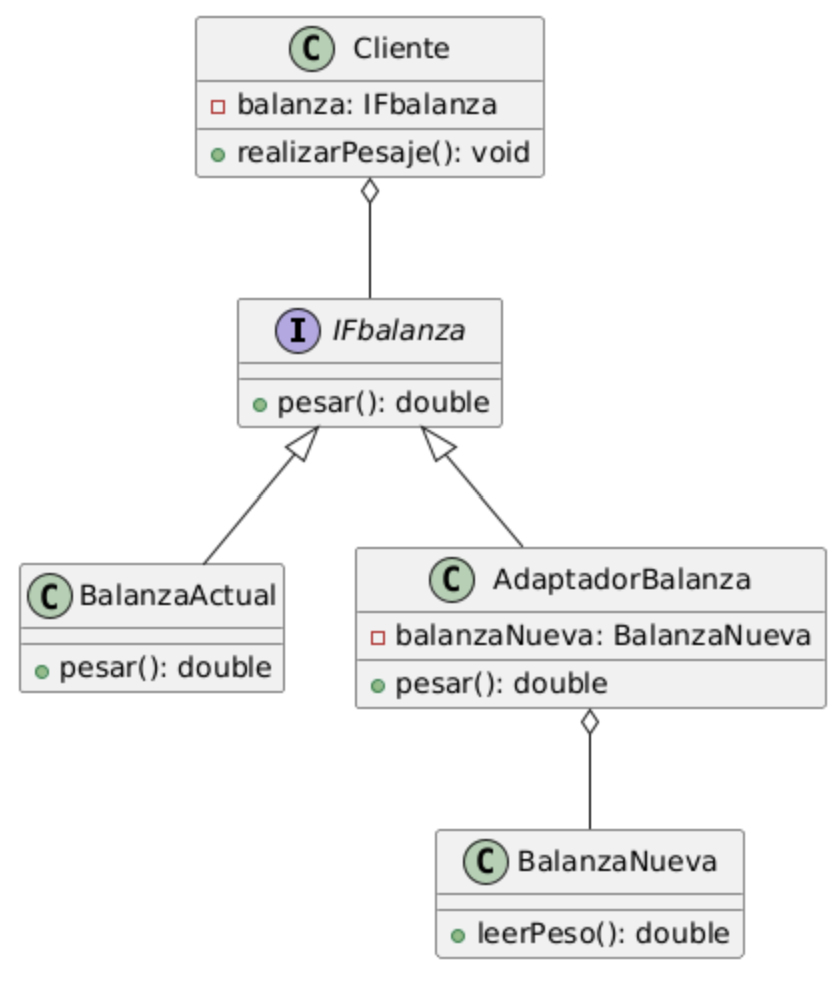 C Cliente
balanza: IFbalanza
realizarPesaje(): void
I IFbalanza
pesar(): double
C BalanzaActual
pesar(): double
C AdaptadorBalanza
balanzaNueva: BalanzaNueva
pesar(): double
C BalanzaNueva
leerPeso(): double